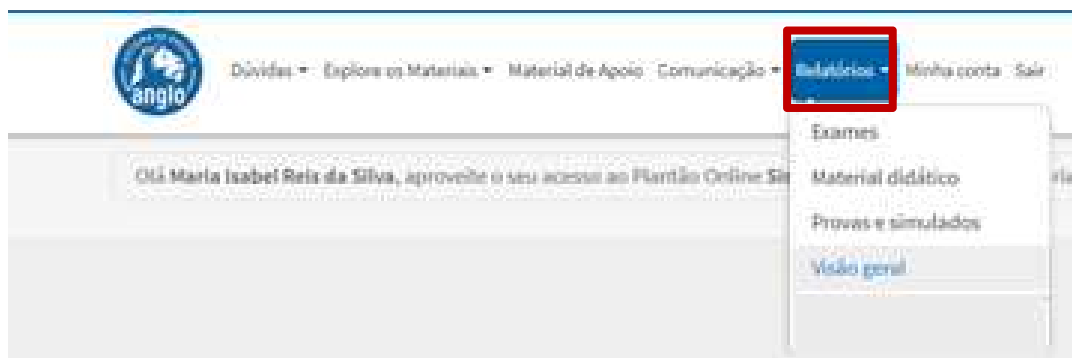 anglo
Dúvidas Explore os Materiais Material de Apoio Comunicação Relatórios Minha conta Sair
Exames
Olá Maria Isabel Reis da Silva, aproveite o seu acesso ao Plantão Online
Material didático
Provas e simulados
Visão geral